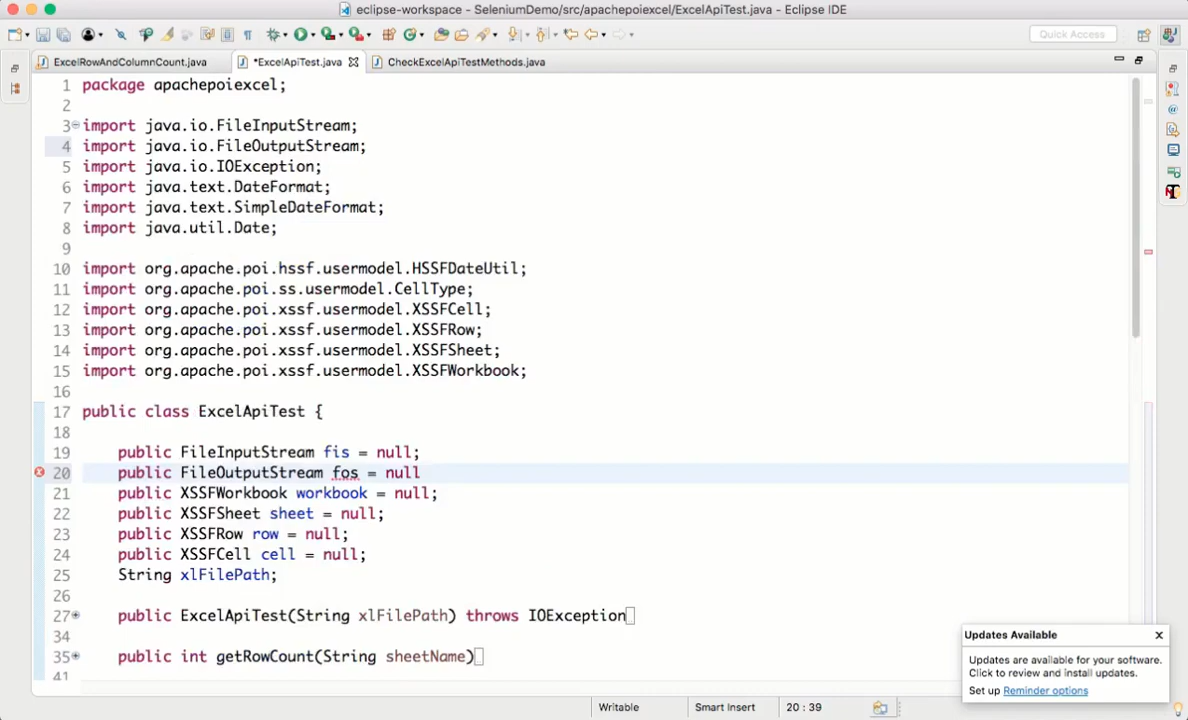 eclipse-workspace - SeleniumDemo/src/apachepoiexcel/ExcelApiTest.java - Eclipse IDE
Quick Access
ExcelRowAndColumnCount.java
*ExcelApiTest.java
CheckExcelApiTestMethods.java
1 package apachepoiexcel;
2
3 import java.io.FileInputStream;
4 import java.io.FileOutputStream;
5 import java.io.IOException;
6 import java.text.DateFormat;
7 import java.text.SimpleDateFormat;
8 import java.util.Date;
9
10 import org.apache.poi.hssf.usermodel.HSSFDateUtil;
11 import org.apache.poi.ss.usermodel.CellType;
12 import org.apache.poi.xssf.usermodel.XSSFCell;
13 import org.apache.poi.xssf.usermodel.XSSFRow;
14 import org.apache.poi.xssf.usermodel.XSSFSheet;
15 import org.apache.poi.xssf.usermodel.XSSFWorkbook;
16
17 public class ExcelApiTest {
18
19 public FileInputStream fis = null;
20 public FileOutputStream fos = null
21 public XSSFWorkbook workbook = null;
22 public XSSFSheet sheet = null;
23 public XSSFRow row = null;
24 public XSSFCell cell = null;
25 String xlFilePath;
26
27 public ExcelApiTest(String xlFilePath) throws IOException
34
35 public int getRowCount(String sheetName)
41
Updates Available
Updates are available for your software.
Click to review and install updates.
Set up Reminder options
Writable
Smart Insert
20 : 39